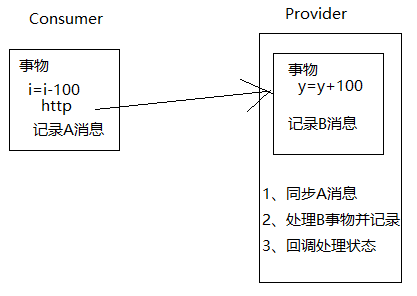 Consumer
事物
i=i-100
http
记录A消息
Provider
事物
y=y+100
记录B消息
1、同步A消息
2、处理B事物并记录
3、回调处理状态